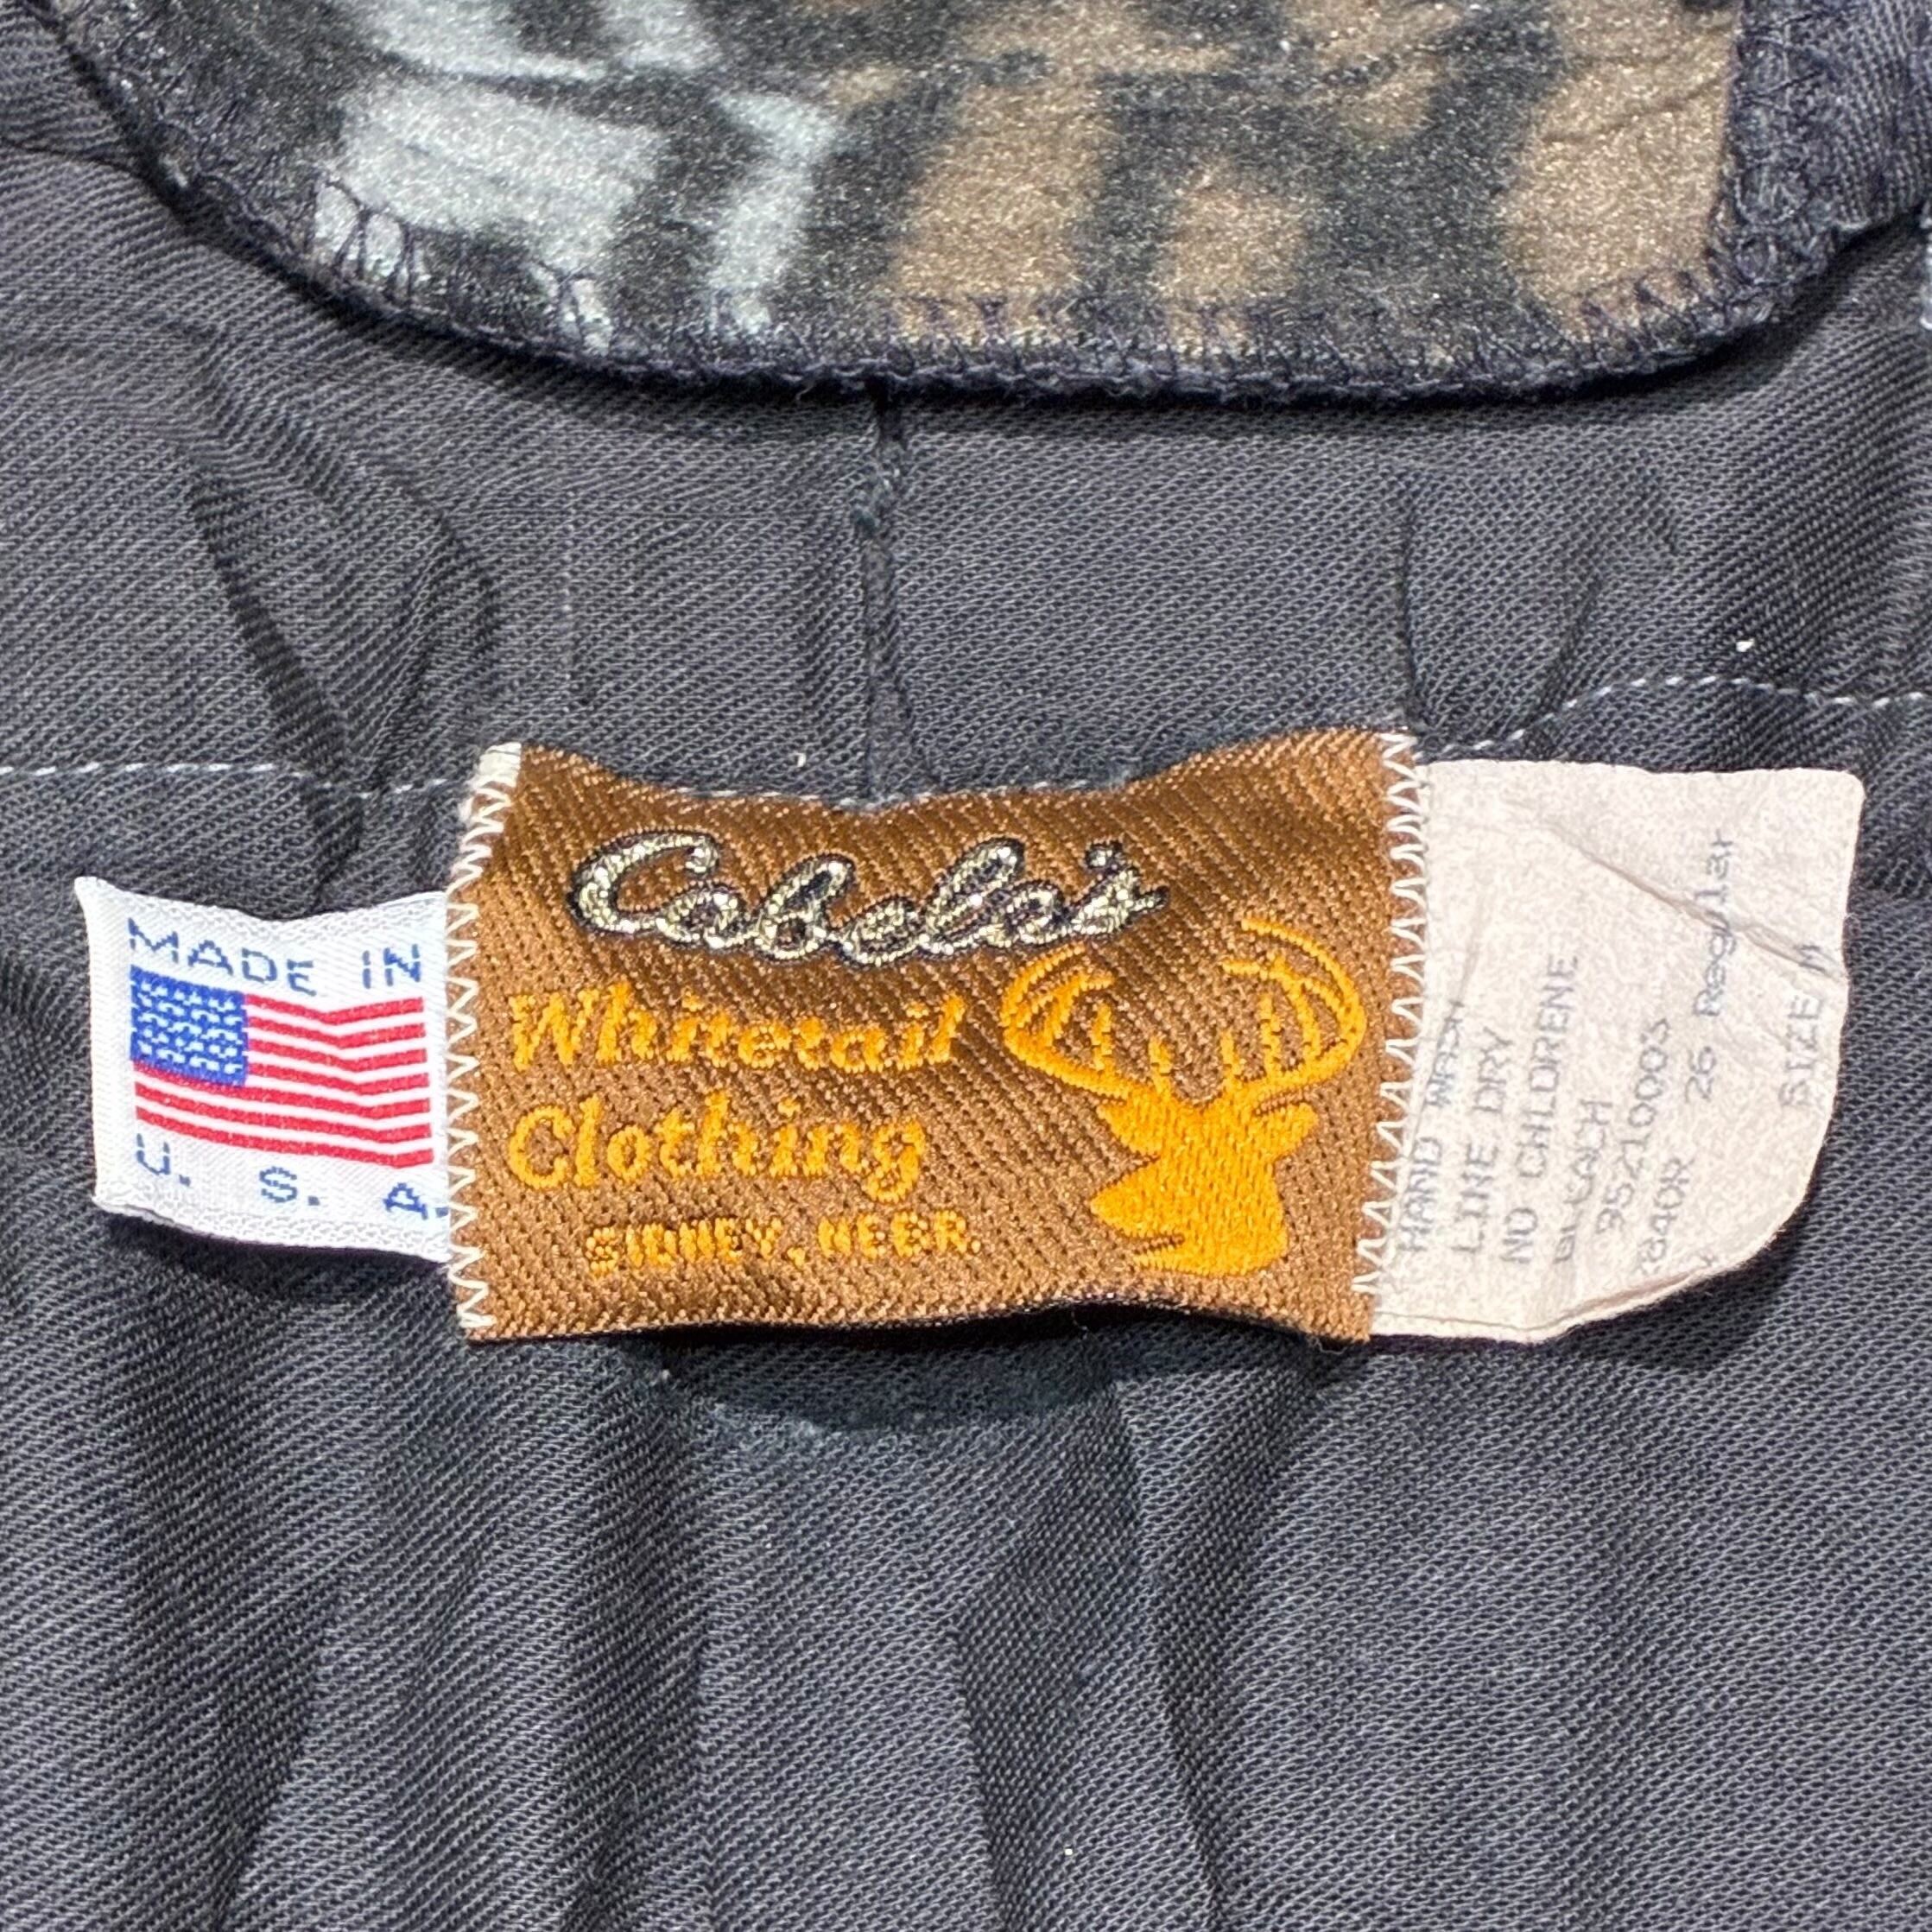 MADE IN
U. S. A.
Cabela's
Whitetail
Clothing
SIDNEY, NEBR.
HAND WASH
LINE DRY
NO CHLORENE
BLEACH
95210003
26 Regular
SIZE